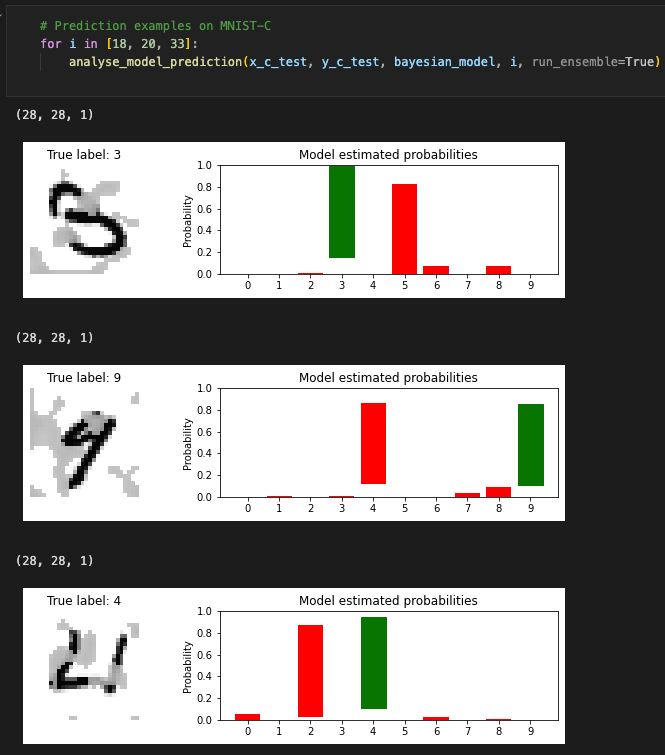 # Prediction examples on MNIST-C
for i in [18, 20, 33]:
analyse_model_prediction(x_c_test, y_c_test, bayesian_model, i, run_ensemble=True)
(28, 28, 1)
True label: 3
Model estimated probabilities
Probability
1.0
0.8
0.6
0.4
0.2
0.0
0 1 2 3 4 5 6 7 8 9
(28, 28, 1)
True label: 9
Model estimated probabilities
Probability
1.0
0.8
0.6
0.4
0.2
0.0
0 1 2 3 4 5 6 7 8 9
(28, 28, 1)
True label: 4
Model estimated probabilities
Probability
1.0
0.8
0.6
0.4
0.2
0.0
0 1 2 3 4 5 6 7 8 9